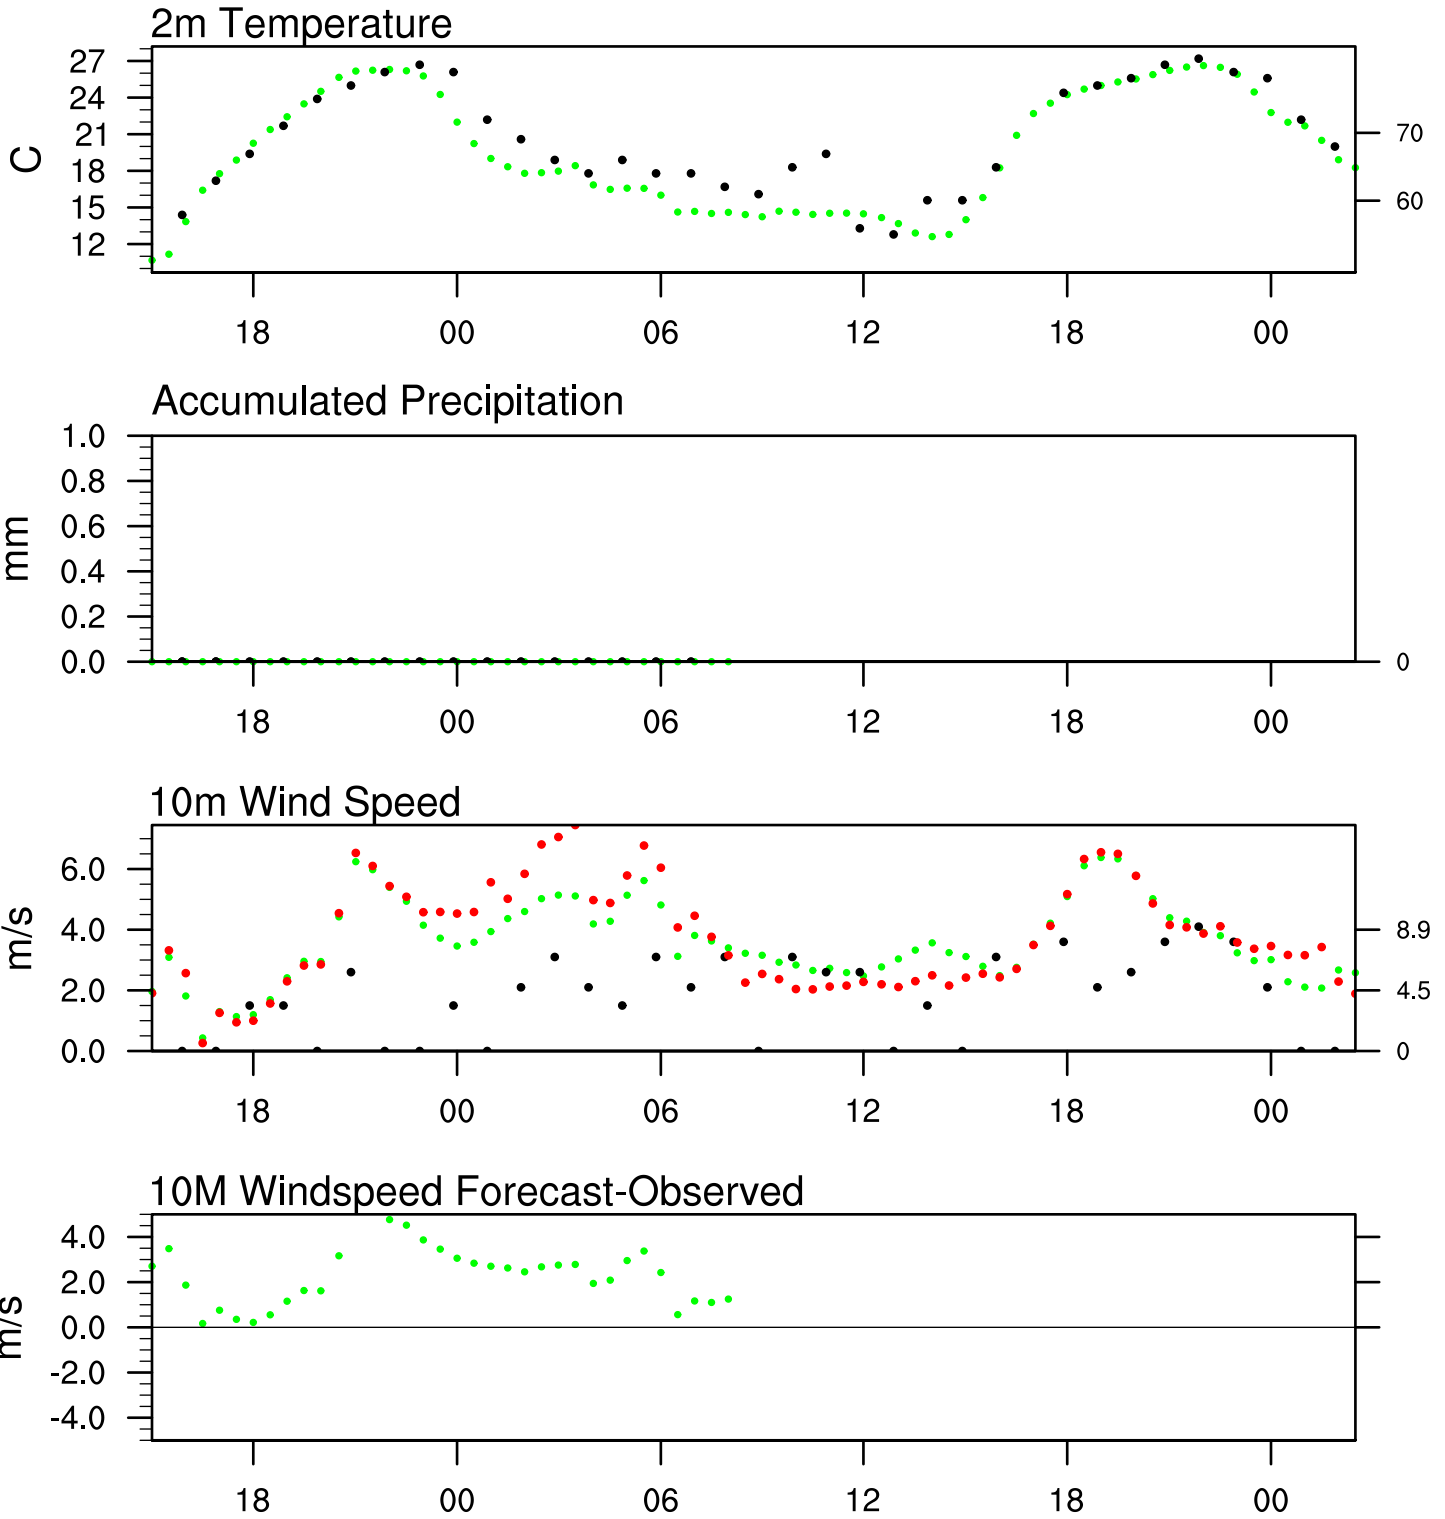 2m Temperature
27
24
21
18
15
12
C
70
60
18 00 06 12 18 00
Accumulated Precipitation
1.0
0.8
0.6
0.4
0.2
0.0
mm
0
18 00 06 12 18 00
10m Wind Speed
6.0
4.0
2.0
0.0
m/s
8.9
4.5
0
18 00 06 12 18 00
10M Windspeed Forecast-Observed
4.0
2.0
0.0
-2.0
-4.0
m/s
18 00 06 12 18 00